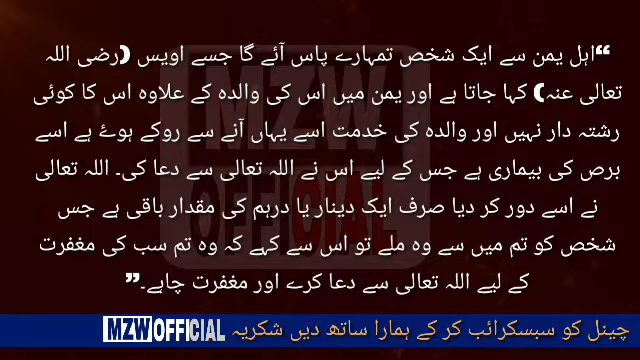 “اہل یمن سے ایک شخص تمہارے پاس آئے گا جسے اویس (رضی اللہ
تعالی عنہ) کہا جاتا ہے اور یمن میں اس کی والدہ کے علاوہ اس کا کوئی
رشتہ دار نہیں اور والدہ کی خدمت اسے یہاں آنے سے روکے ہوۓ ہے اسے
برص کی بیماری ہے جس کے لیے اس نے اللہ تعالی سے دعا کی۔ اللہ تعالی
نے اسے دور کر دیا صرف ایک دینار یا درہم کی مقدار باقی ہے جس
شخص کو تم میں سے وہ ملے تو اس سے کہے کہ وہ تم سب کی مغفرت
کے لیے اللہ تعالی سے دعا کرے اور مغفرت چاہے۔”
MZW OFFICIAL
چینل کو سبسکرائب کر کے ہمارا ساتھ دیں شکریہ MZW OFFICIAL